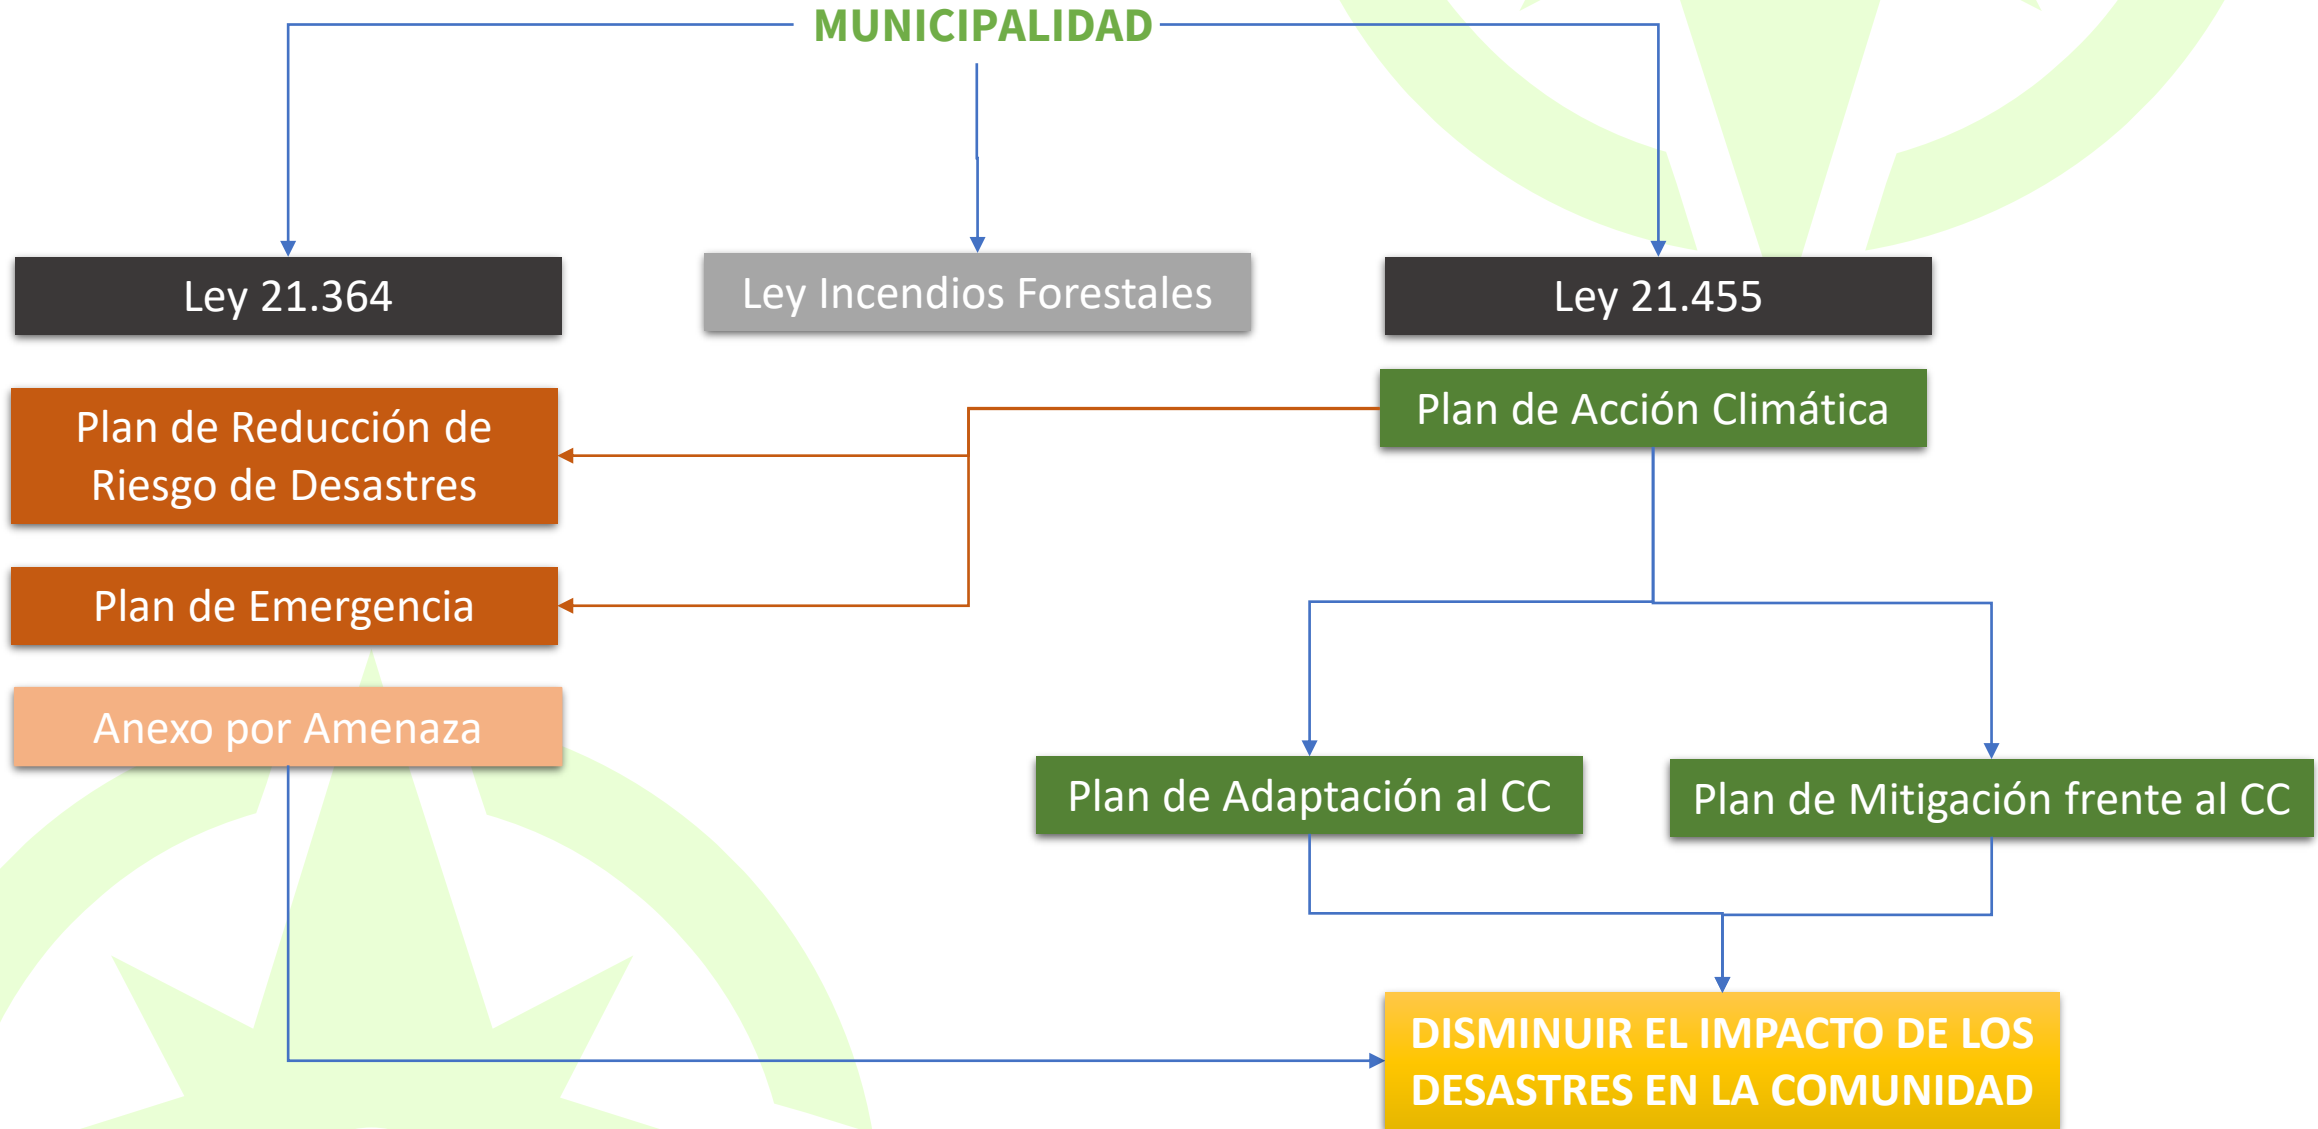 MUNICIPALIDAD
Ley 21.364
Ley Incendios Forestales
Ley 21.455
Plan de Reducción de
Riesgo de Desastres
Plan de Acción Climática
Plan de Emergencia
Anexo por Amenaza
Plan de Adaptación al CC
Plan de Mitigación frente al CC
DISMINUIR EL IMPACTO DE LOS
DESASTRES EN LA COMUNIDAD